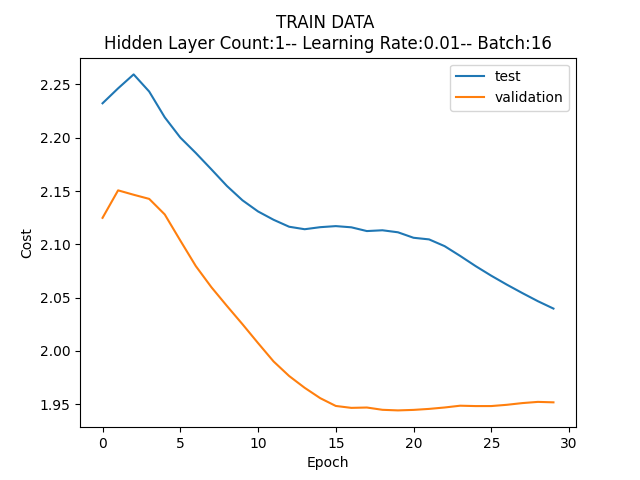 TRAIN DATA
Hidden Layer Count:1-- Learning Rate:0.01-- Batch:16
test
validation
Cost
2.25
2.20
2.15
2.10
2.05
2.00
1.95
0 5 10 15 20 25 30
Epoch